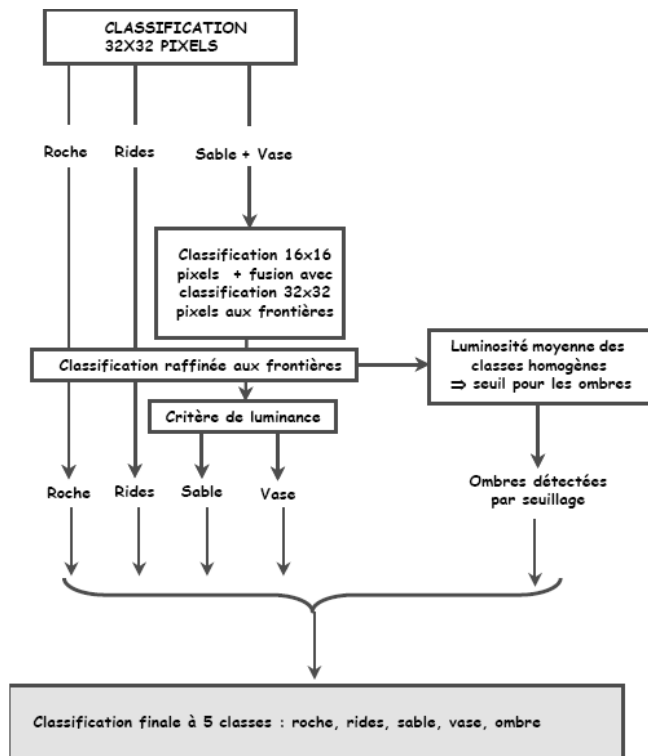 CLASSIFICATION
32X32 PIXELS
Roche
Rides
Sable + Vase
Classification 16x16
pixels + fusion avec
classification 32x32
pixels aux frontières
Classification raffinée aux frontières
Luminosité moyenne des
classes homogènes
⇒ seuil pour les ombres
Critère de luminance
Roche
Rides
Sable
Vase
Ombres détectées
par seuillage
Classification finale à 5 classes : roche, rides, sable, vase, ombre